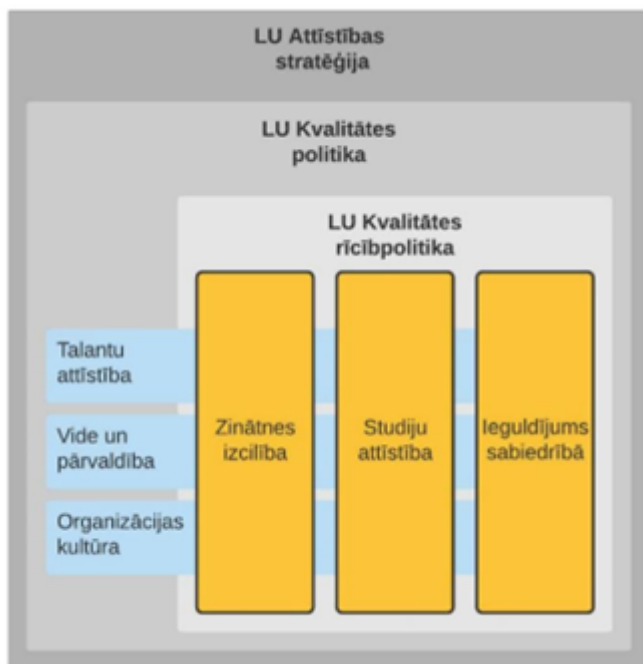 LU Attīstības
stratēģija
LU Kvalitātes
politika
LU Kvalitātes
rīcībpolitika
Talantu
attīstība
Vide un
pārvaldība
Organizācijas
kultūra
Zinātnes
izcilība
Studiju
attīstība
Ieguldījums
sabiedrībā